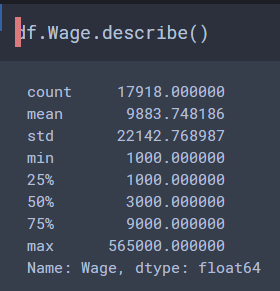 df.Wage.describe()
count 17918.000000
mean 9883.748186
std 22142.768987
min 1000.000000
25% 1000.000000
50% 3000.000000
75% 9000.000000
max 565000.000000
Name: Wage, dtype: float64